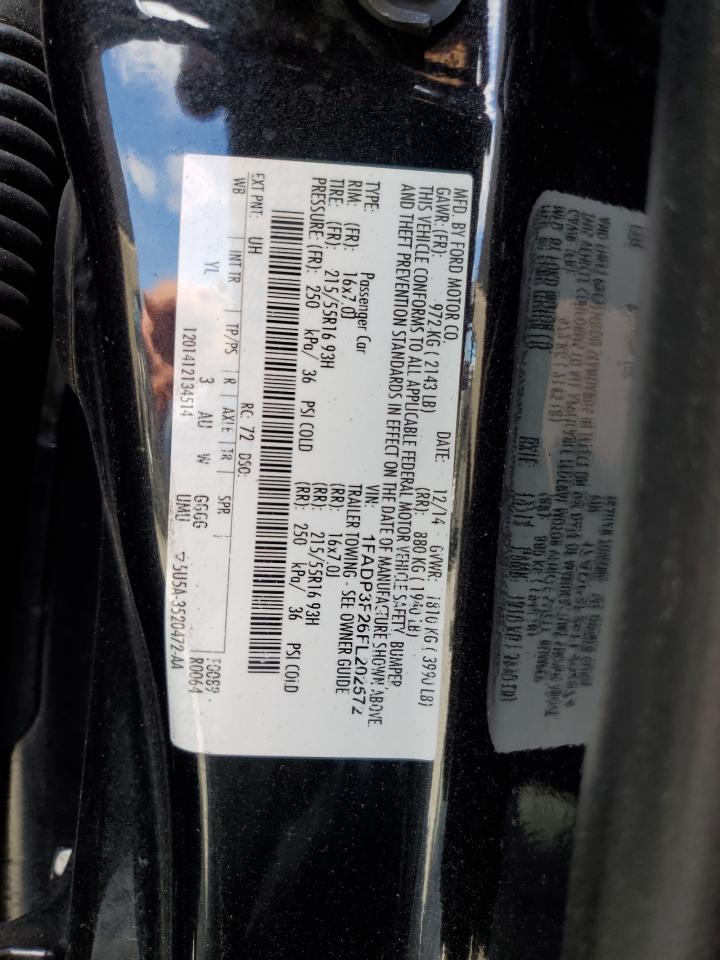 MFD. BY FORD MOTOR CO.
DATE: 12/14 GVWR: 1810 KG ( 3990 LB)
GAWR: (FR): 972 KG ( 2143 LB) (RR): 880 KG ( 1940 LB)
THIS VEHICLE CONFORMS TO ALL APPLICABLE FEDERAL MOTOR VEHICLE SAFETY BUMPER
AND THEFT PREVENTION STANDARDS IN EFFECT ON THE DATE OF MANUFACTURE SHOWN ABOVE.
VIN: 1FADP3F26FL202572
TYPE: Passenger Car TRAILER TOWING - SEE OWNER GUIDE
RIM: (FR): 16x7.0J (RR): 16x7.0J
TIRE: (FR): 215/55R16 93H (RR): 215/55R16 93H
PRESSURE (FR): 250 kPa/ 36 PSI COLD (RR): 250 kPa/ 36 PSI COLD
EXT PNT: UH RC: 72 DSO:
WB INT TR TP/PS R AXLE TR SPR
YL 3 AU W GGGG
1201412134514 UMU 5U5A-3520472-AA R0064